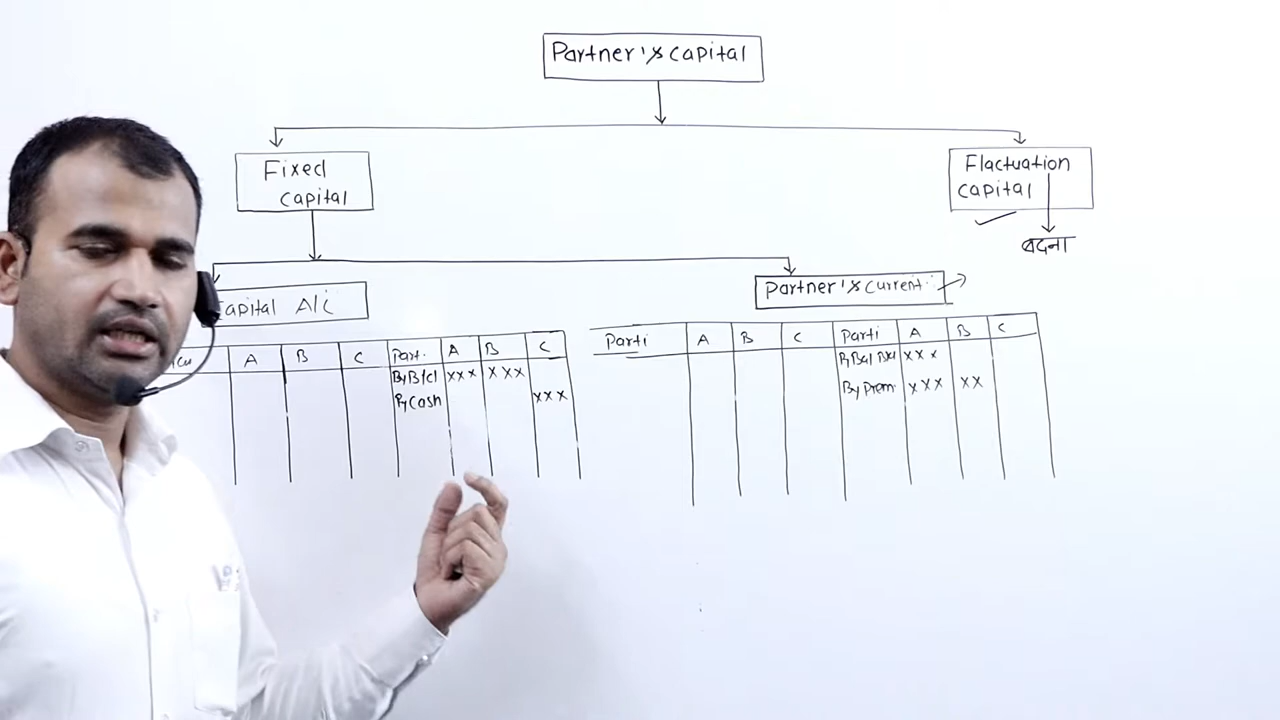 Partner's capital
Fixed
capital
Flactuation
capital
बदलना
Capital A/c
Partner's current
A B C Part. A B C
By B/d xxx xxx
By Cash xxx
Parti A B C Parti A B C
By Bal xxx
By Prem. xxx xx